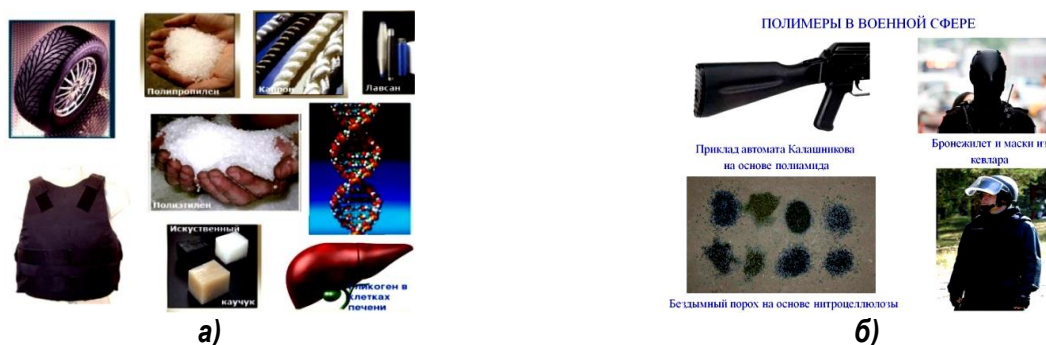 Полипропилен
Капрон
Лавсан
Полиэтилен
Искуственный
каучук
гликоген в
клетках
печени
а)
ПОЛИМЕРЫ В ВОЕННОЙ СФЕРЕ
Приклад автомата Калашникова
на основе полиамида
Бронежилет и маски из
кевлара
Бездымный порох на основе нитроцеллюлозы
б)